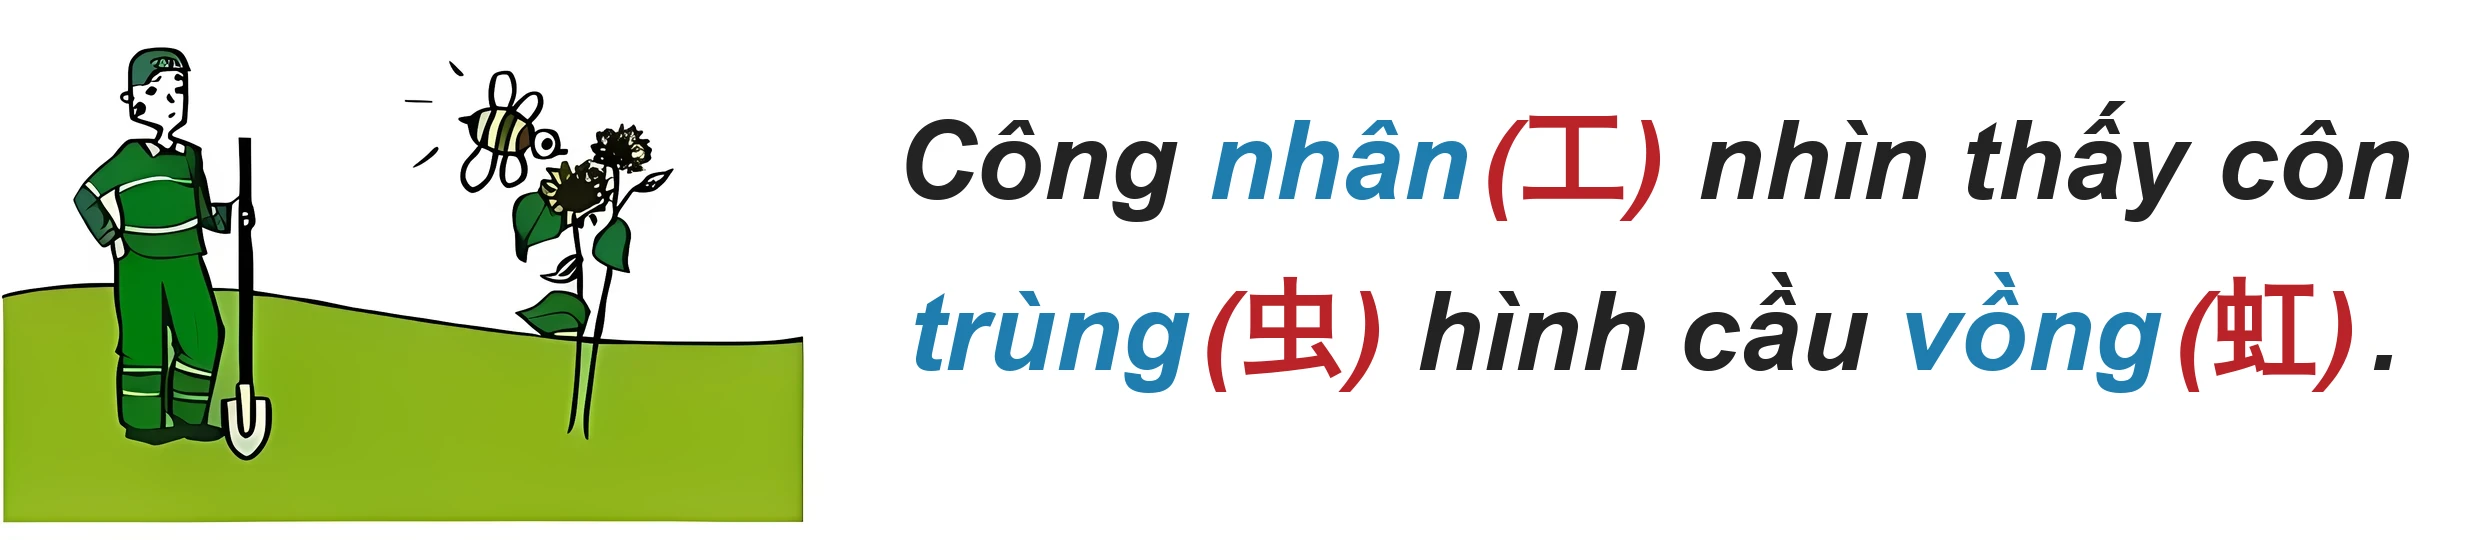 Công nhân(工) nhìn thấy côn
trùng(虫) hình cầu vồng(虹).